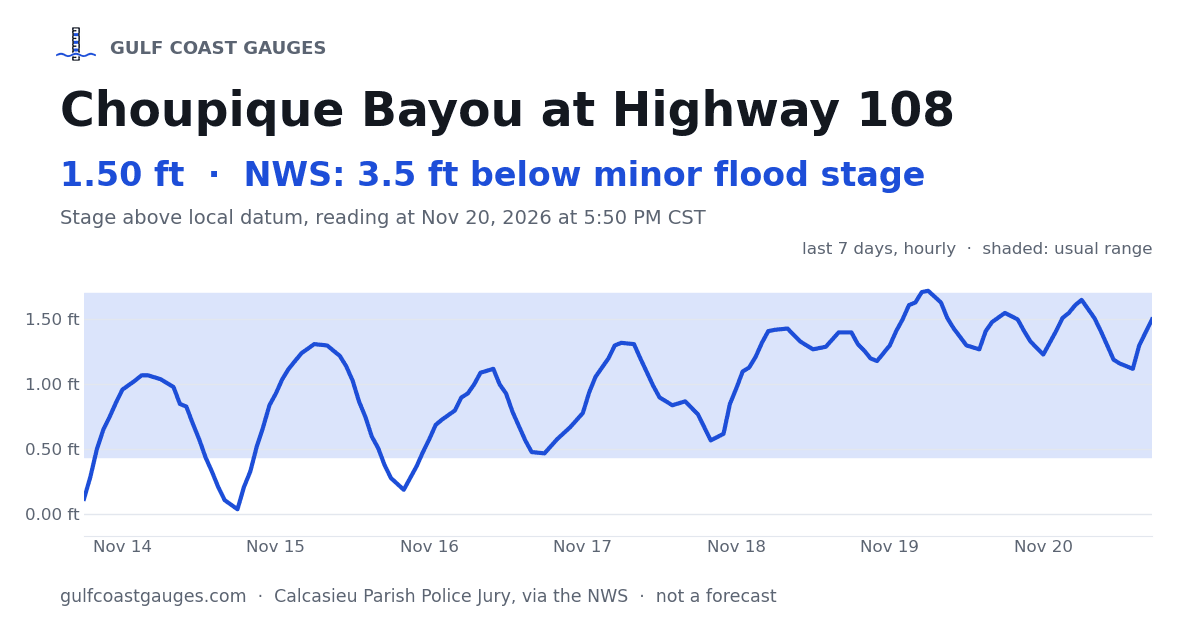 GULF COAST GAUGES
Choupique Bayou at Highway 108
1.50 ft · NWS: 3.5 ft below minor flood stage
Stage above local datum, reading at Nov 20, 2026 at 5:50 PM CST
last 7 days, hourly · shaded: usual range
1.50 ft
1.00 ft
0.50 ft
0.00 ft
Nov 14 Nov 15 Nov 16 Nov 17 Nov 18 Nov 19 Nov 20
gulfcoastgauges.com · Calcasieu Parish Police Jury, via the NWS · not a forecast